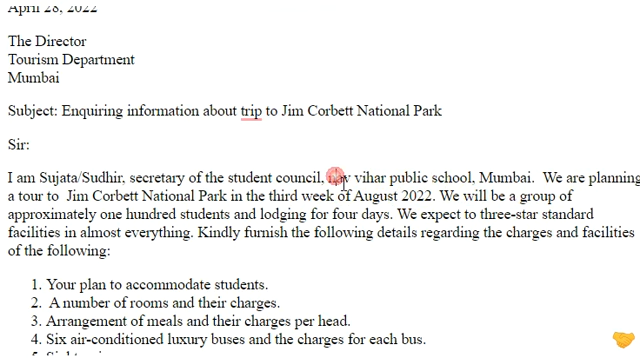 April 28, 2022
The Director
Tourism Department
Mumbai
Subject: Enquiring information about trip to Jim Corbett National Park
Sir:
I am Sujata/Sudhir, secretary of the student council, vihar public school, Mumbai. We are planning
a tour to Jim Corbett National Park in the third week of August 2022. We will be a group of
approximately one hundred students and lodging for four days. We expect to three-star standard
facilities in almost everything. Kindly furnish the following details regarding the charges and facilities
of the following:
1. Your plan to accommodate students.
2. A number of rooms and their charges.
3. Arrangement of meals and their charges per head.
4. Six air-conditioned luxury buses and the charges for each bus.